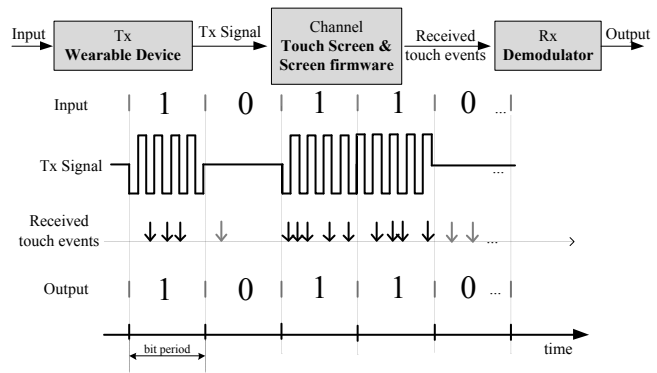 Input
Tx
Wearable Device
Tx Signal
Channel
Touch Screen &
Screen firmware
Received
touch events
Rx
Demodulator
Output
Input | 1 | 0 | 1 | 1 | 0 ... |
Tx Signal ...
Received
touch events ...
Output | 1 | 0 | 1 | 1 | 0 ... |
bit period
time